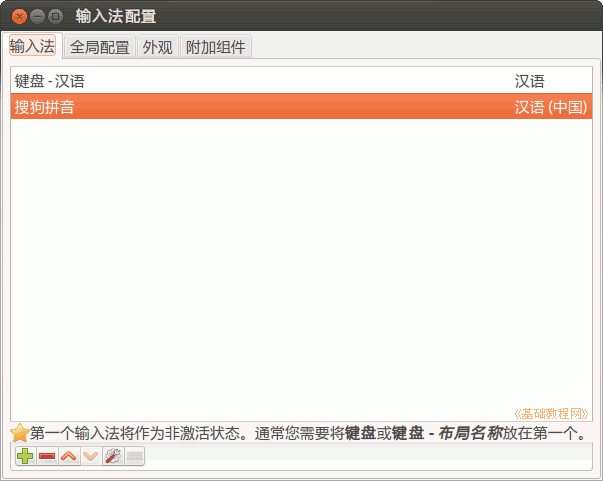 输入法配置
输入法 全局配置 外观 附加组件
键盘 - 汉语 汉语
搜狗拼音 汉语 (中国)
《基础教程网》
第一个输入法将作为非激活状态。通常您需要将键盘或键盘 - 布局名称放在第一个。